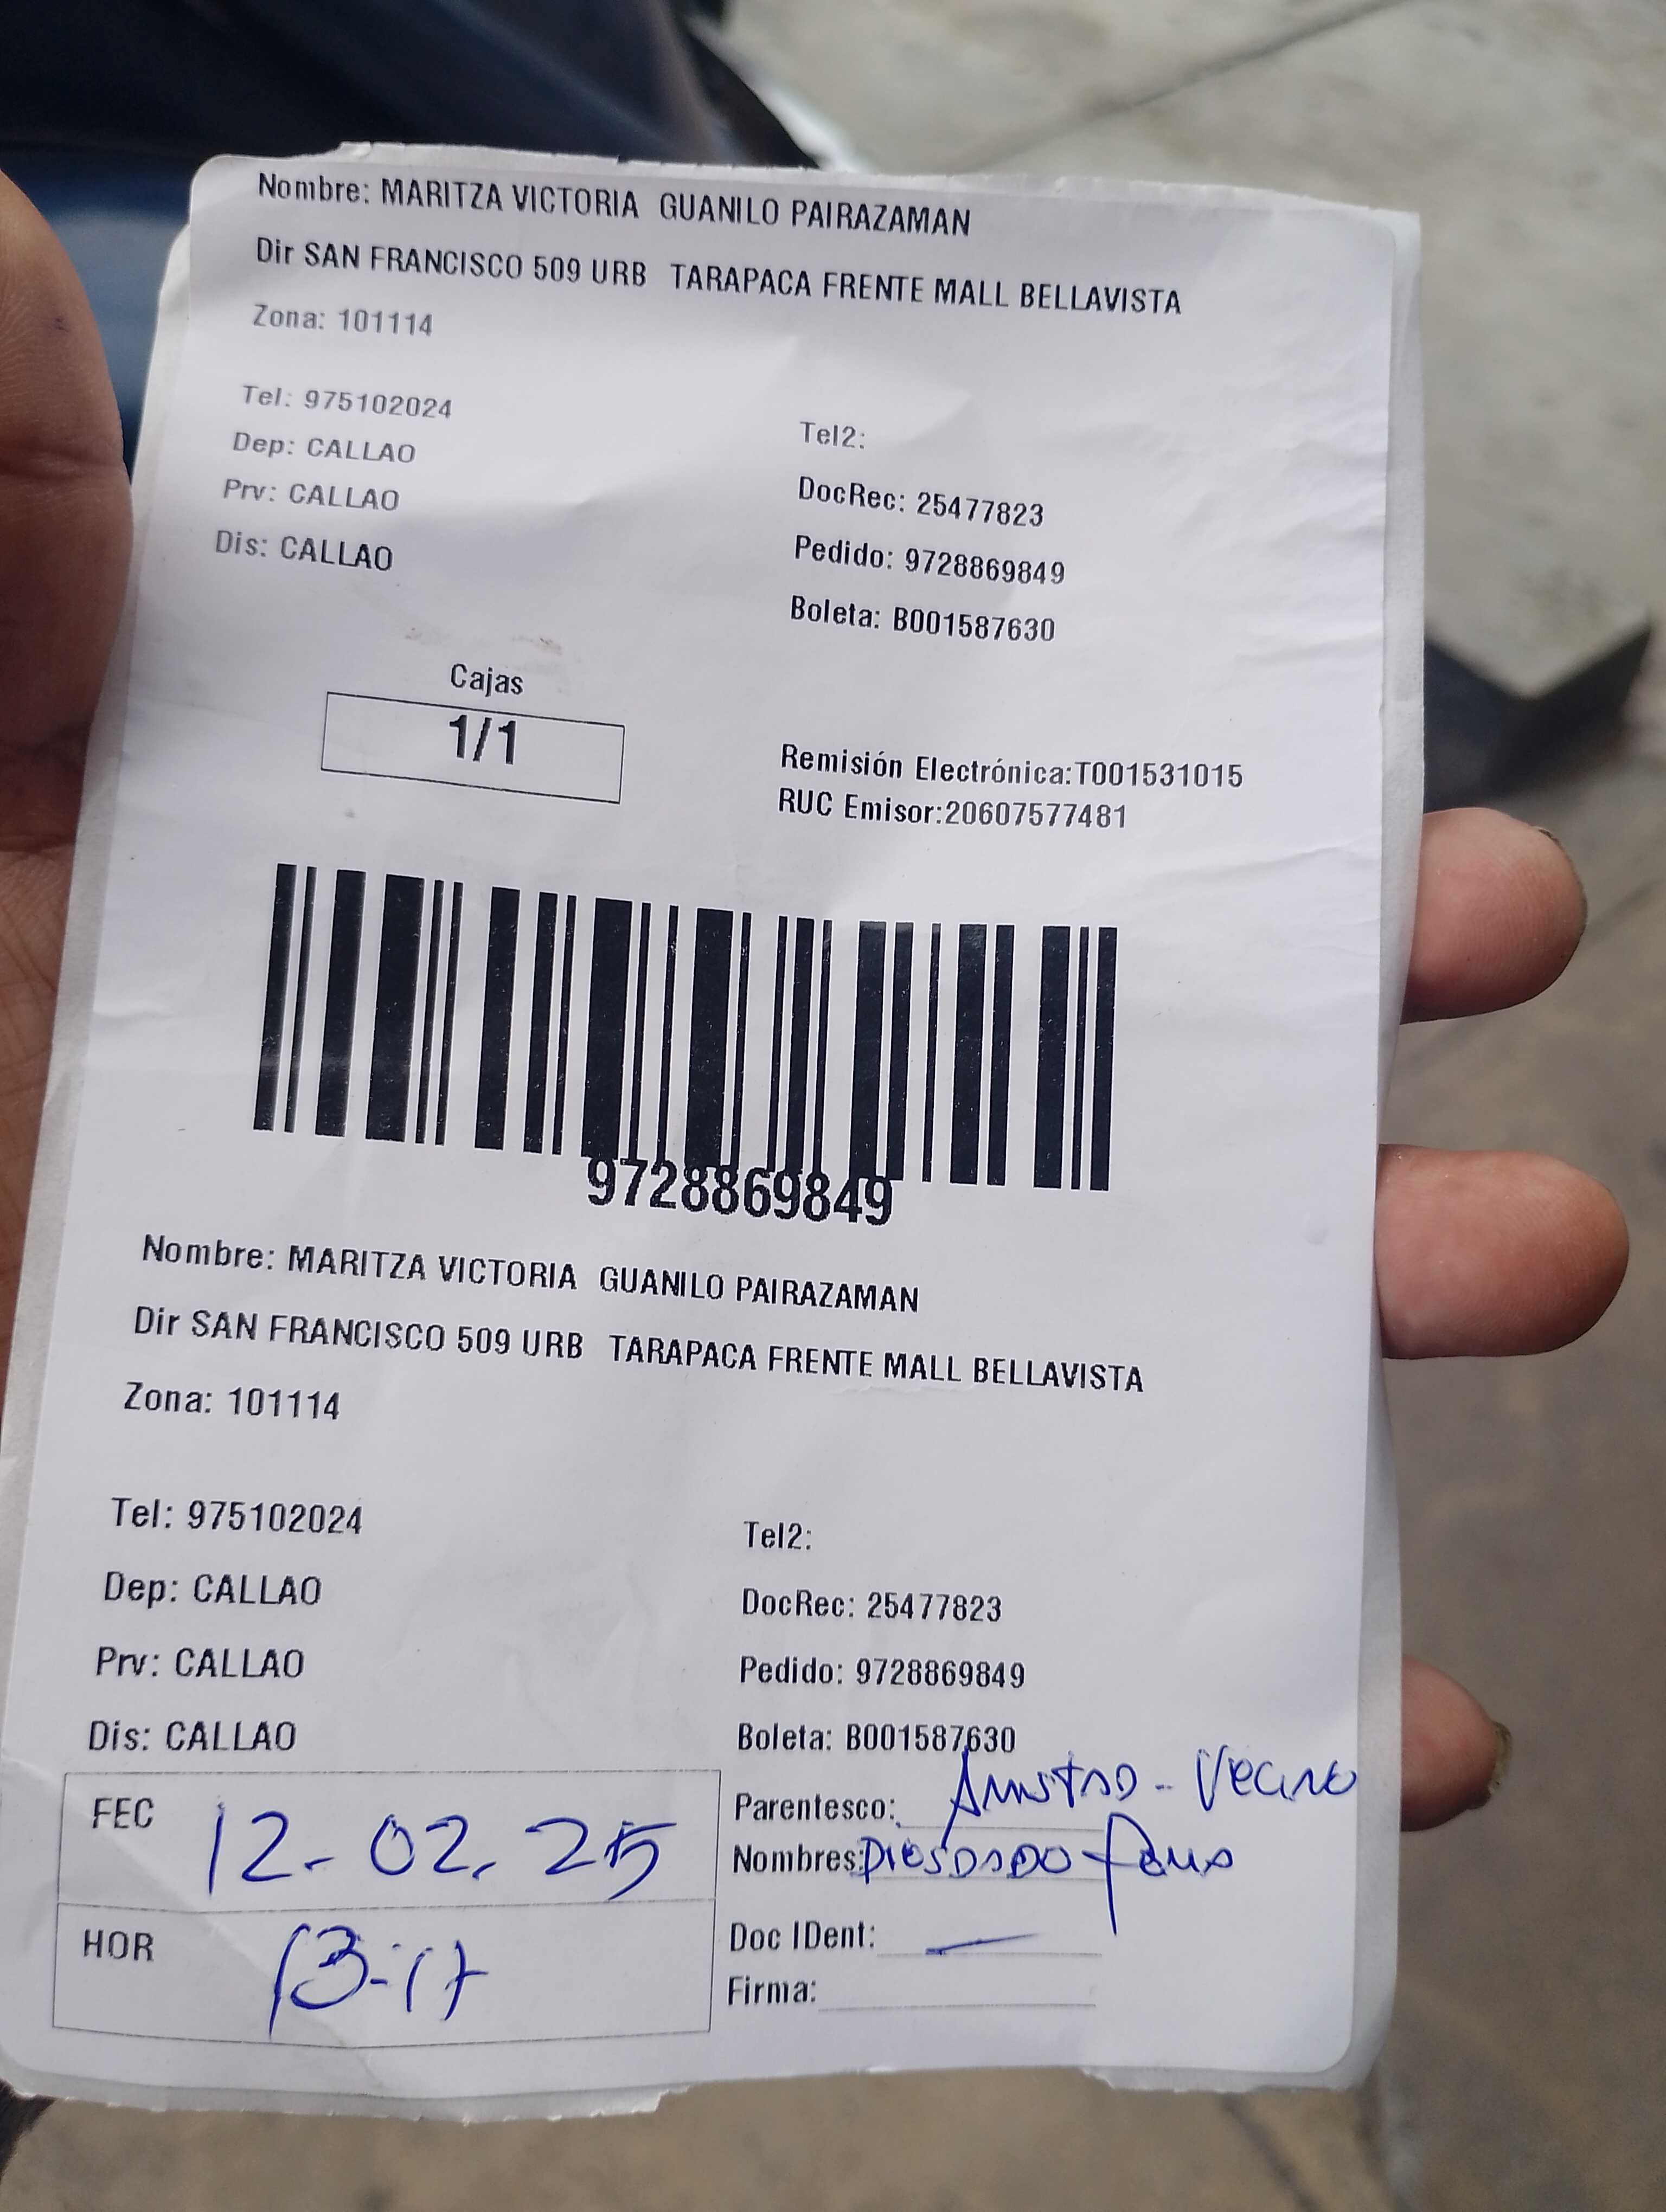 Nombre: MARITZA VICTORIA GUANILO PAIRAZAMAN
Dir SAN FRANCISCO 509 URB TARAPACA FRENTE MALL BELLAVISTA
Zona: 101114
Tel: 975102024
Tel2:
Dep: CALLAO
DocRec: 25477823
Prv: CALLAO
Pedido: 9728869849
Dis: CALLAO
Boleta: B001587630
Cajas
1/1
Remisión Electrónica:T001531015
RUC Emisor:20607577481
9728869849
Nombre: MARITZA VICTORIA GUANILO PAIRAZAMAN
Dir SAN FRANCISCO 509 URB TARAPACA FRENTE MALL BELLAVISTA
Zona: 101114
Tel: 975102024
Tel2:
Dep: CALLAO
DocRec: 25477823
Prv: CALLAO
Pedido: 9728869849
Dis: CALLAO
Boleta: B001587630
FEC 12-02.25
Parentesco: Amistad - Vecino
Nombres: DIOSDADO
HOR 13-17
Doc IDent: —
Firma: